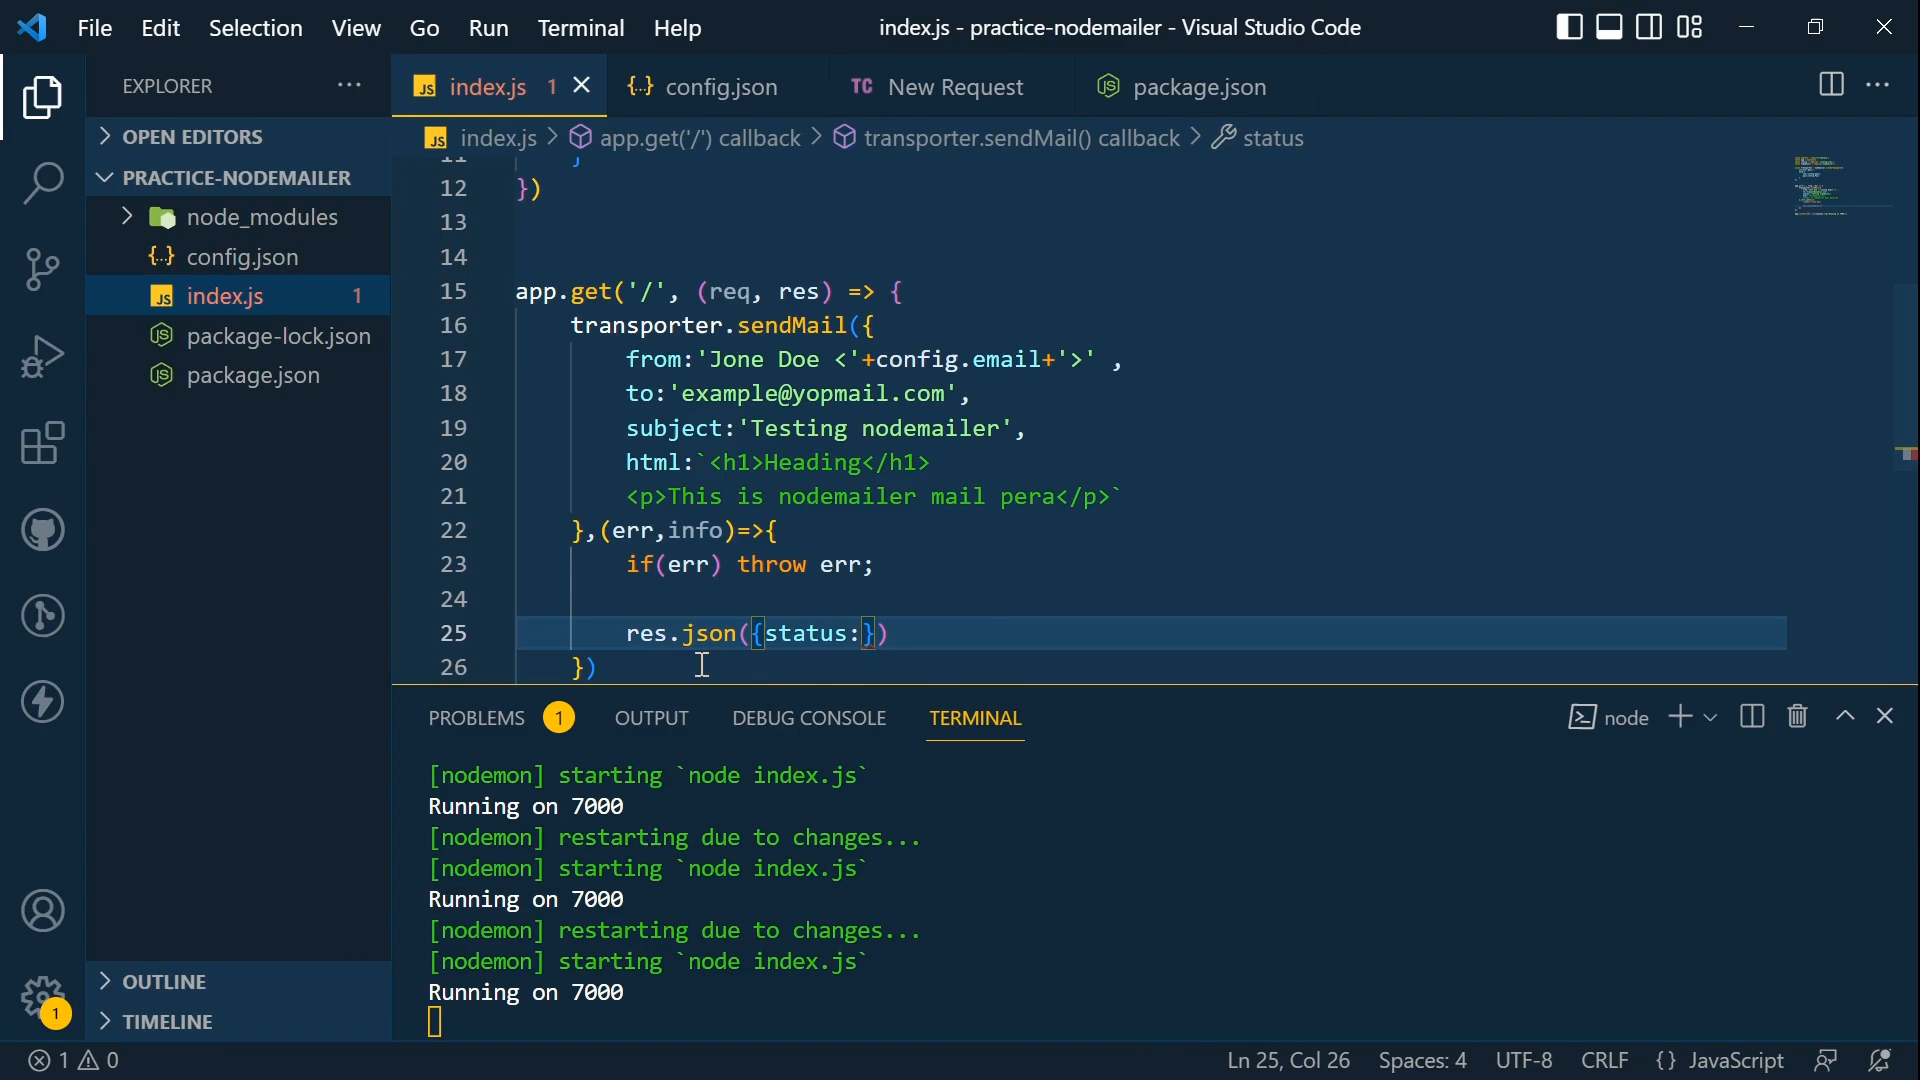 File Edit Selection View Go Run Terminal Help index.js - practice-nodemailer - Visual Studio Code
EXPLORER
OPEN EDITORS
PRACTICE-NODEMAILER
node_modules
config.json
index.js 1
package-lock.json
package.json
OUTLINE
TIMELINE
1
index.js 1 config.json TC New Request package.json
index.js > app.get('/') callback > transporter.sendMail() callback > status
11 }
12 })
13
14
15 app.get('/', (req, res) => {
16 transporter.sendMail({
17 from:'Jone Doe <'+config.email+'>' ,
18 to:'example@yopmail.com',
19 subject:'Testing nodemailer',
20 html:`<h1>Heading</h1>
21 <p>This is nodemailer mail pera</p>`
22 },(err,info)=>{
23 if(err) throw err;
24
25 res.json({status:})
26 })
PROBLEMS 1 OUTPUT DEBUG CONSOLE TERMINAL node
[nodemon] starting `node index.js`
Running on 7000
[nodemon] restarting due to changes...
[nodemon] starting `node index.js`
Running on 7000
[nodemon] restarting due to changes...
[nodemon] starting `node index.js`
Running on 7000
1 0 Ln 25, Col 26 Spaces: 4 UTF-8 CRLF {} JavaScript